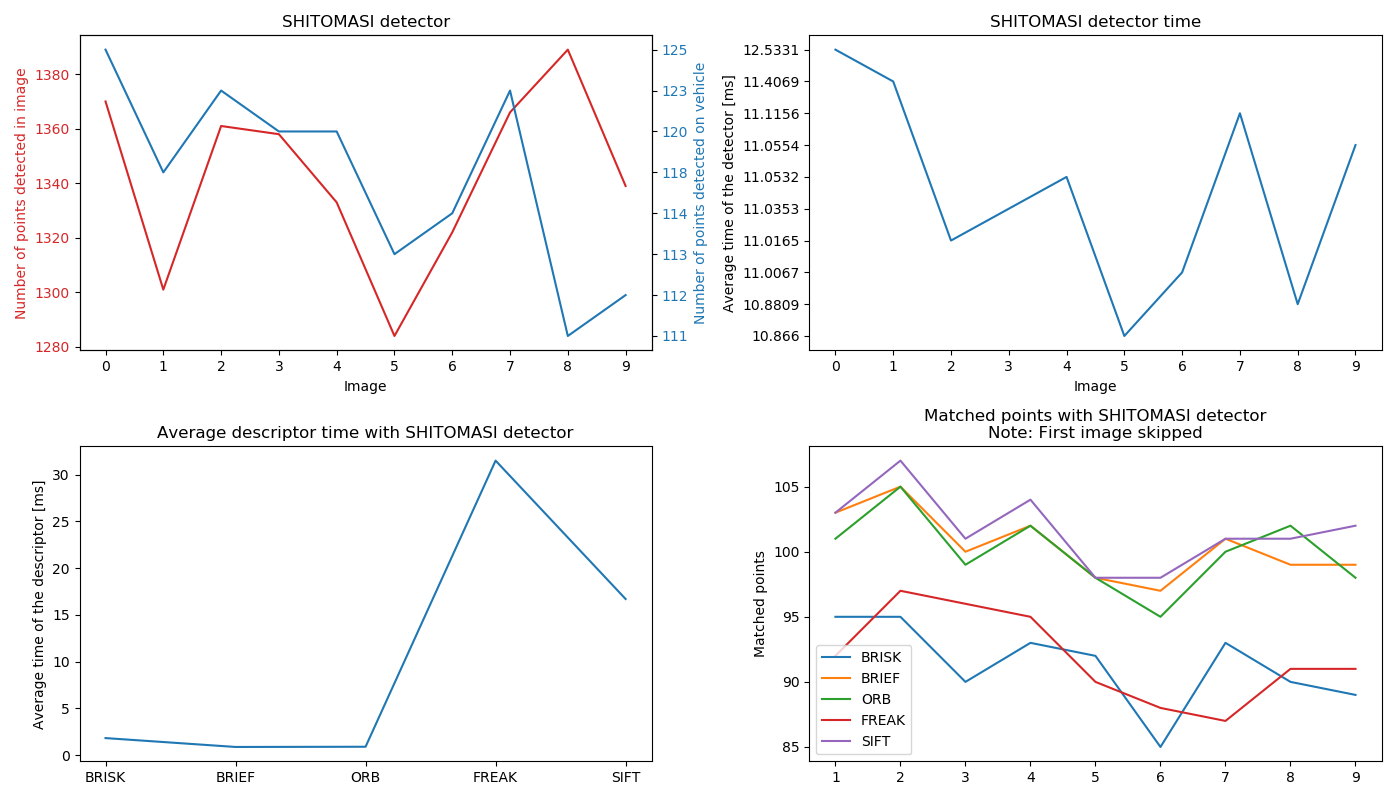 SHITOMASI detector
Number of points detected in image
1380
1360
1340
1320
1300
1280
125
123
120
118
114
113
112
111
Number of points detected on vehicle
0 1 2 3 4 5 6 7 8 9
Image
SHITOMASI detector time
Average time of the detector [ms]
12.5331
11.4069
11.1156
11.0554
11.0532
11.0353
11.0165
11.0067
10.8809
10.866
0 1 2 3 4 5 6 7 8 9
Image
Average descriptor time with SHITOMASI detector
Average time of the descriptor [ms]
30
25
20
15
10
5
0
BRISK BRIEF ORB FREAK SIFT
Matched points with SHITOMASI detector
Note: First image skipped
Matched points
105
100
95
90
85
BRISK
BRIEF
ORB
FREAK
SIFT
1 2 3 4 5 6 7 8 9